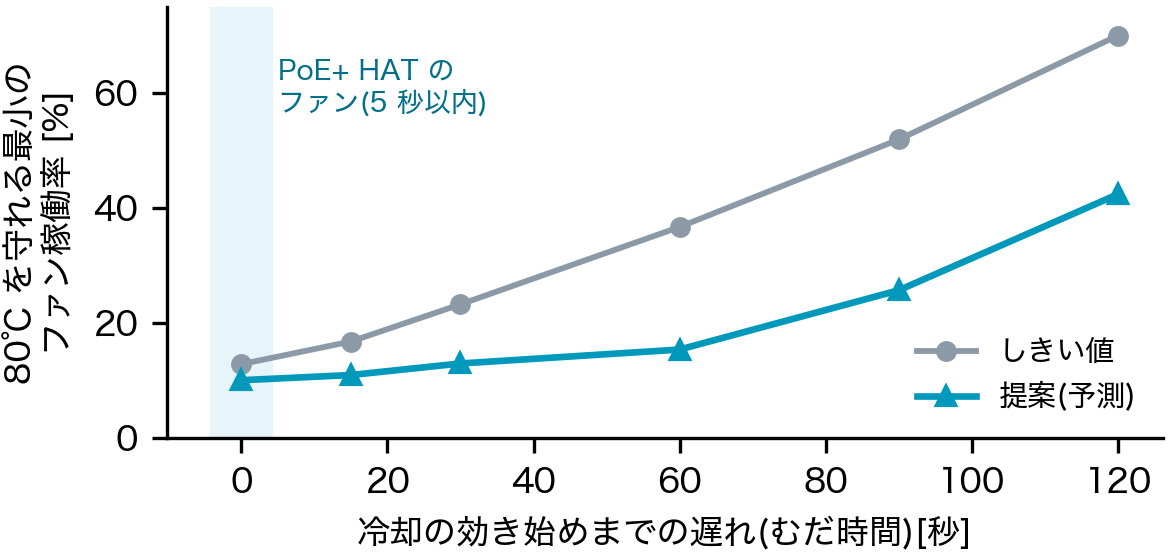 80℃ を守れる最小の
ファン稼働率 [%]
60
40
20
0
PoE+ HAT の
ファン(5 秒以内)
しきい値
提案(予測)
0 20 40 60 80 100 120
冷却の効き始めまでの遅れ(むだ時間)[秒]